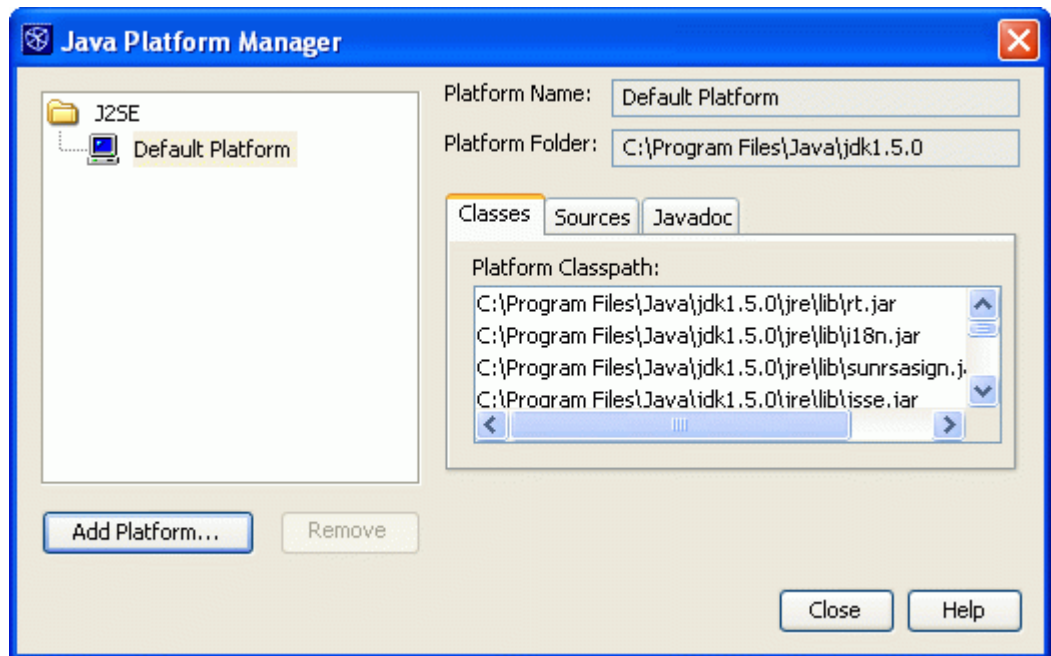 Java Platform Manager
J2SE
Default Platform
Platform Name:
Default Platform
Platform Folder:
C:\Program Files\Java\jdk1.5.0
Classes
Sources
Javadoc
Platform Classpath:
C:\Program Files\Java\jdk1.5.0\jre\lib\rt.jar
C:\Program Files\Java\jdk1.5.0\jre\lib\i18n.jar
C:\Program Files\Java\jdk1.5.0\jre\lib\sunrsasign.j
C:\Program Files\Java\jdk1.5.0\jre\lib\jsse.jar
Add Platform...
Remove
Close
Help